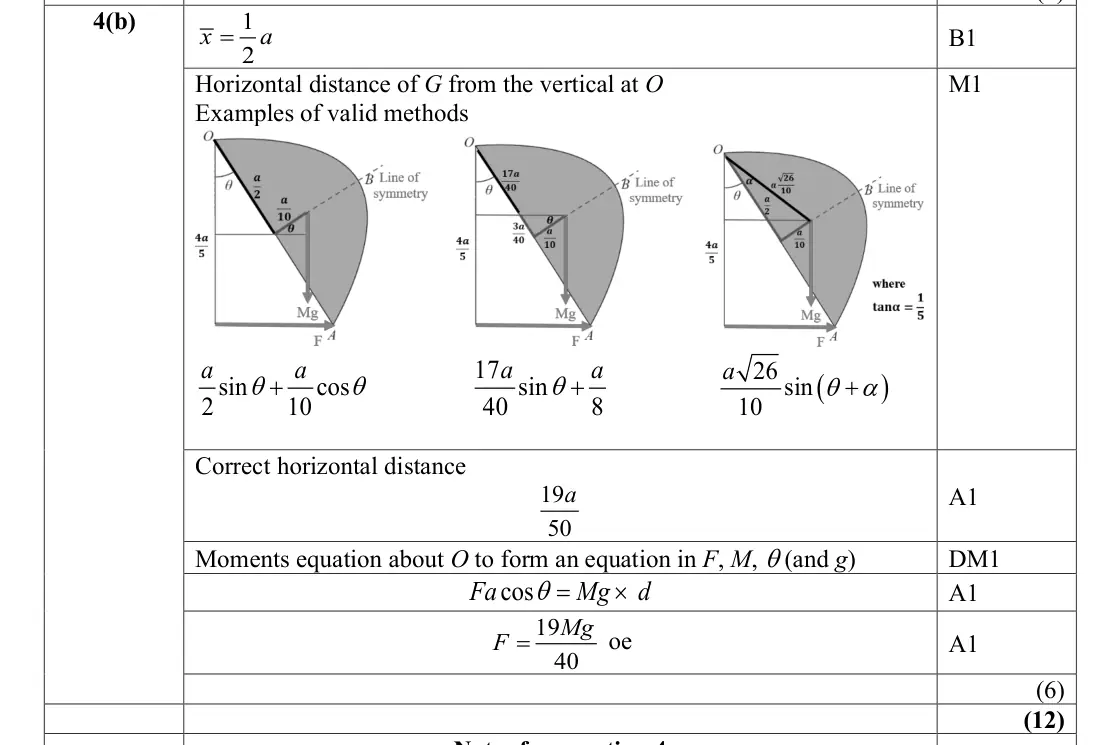 4(b)
x̄ = 1/2 a
B1
Horizontal distance of G from the vertical at O
M1
Examples of valid methods
O
θ
a/2
a/10
θ
B Line of
symmetry
4a/5
Mg
F A
O
θ
17a/40
B Line of
symmetry
3a/40
θ
a/10
4a/5
Mg
F A
O
θ
α
a √26/10
a/2
a/10
B Line of
symmetry
4a/5
Mg
F A
where
tanα = 1/5
a/2 sin θ + a/10 cos θ
17a/40 sin θ + a/8
a√26/10 sin(θ + α)
Correct horizontal distance
19a/50
A1
Moments equation about O to form an equation in F, M, θ (and g)
DM1
Fa cos θ = Mg × d
A1
F = 19Mg/40 oe
A1
(6)
(12)